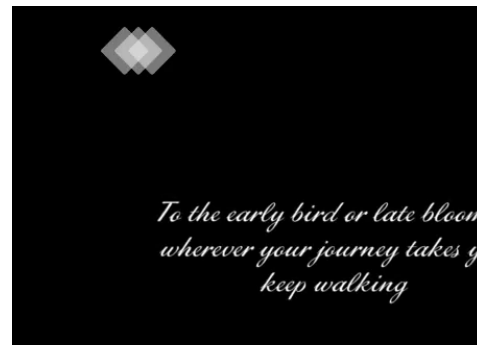 To the early bird or late bloom
wherever your journey takes
keep walking